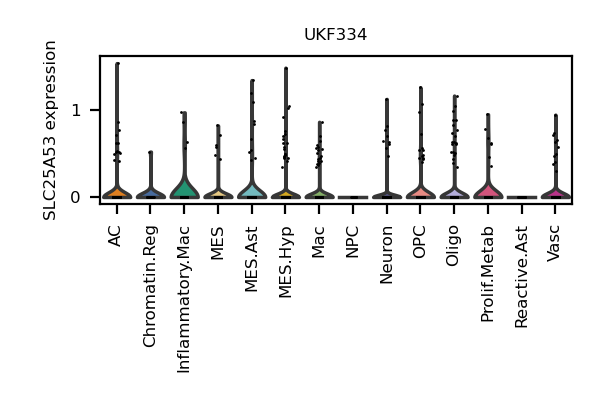 UKF334
SLC25A53 expression
1
0
AC
Chromatin.Reg
Inflammatory.Mac
MES
MES.Ast
MES.Hyp
Mac
NPC
Neuron
OPC
Oligo
Prolif.Metab
Reactive.Ast
Vasc